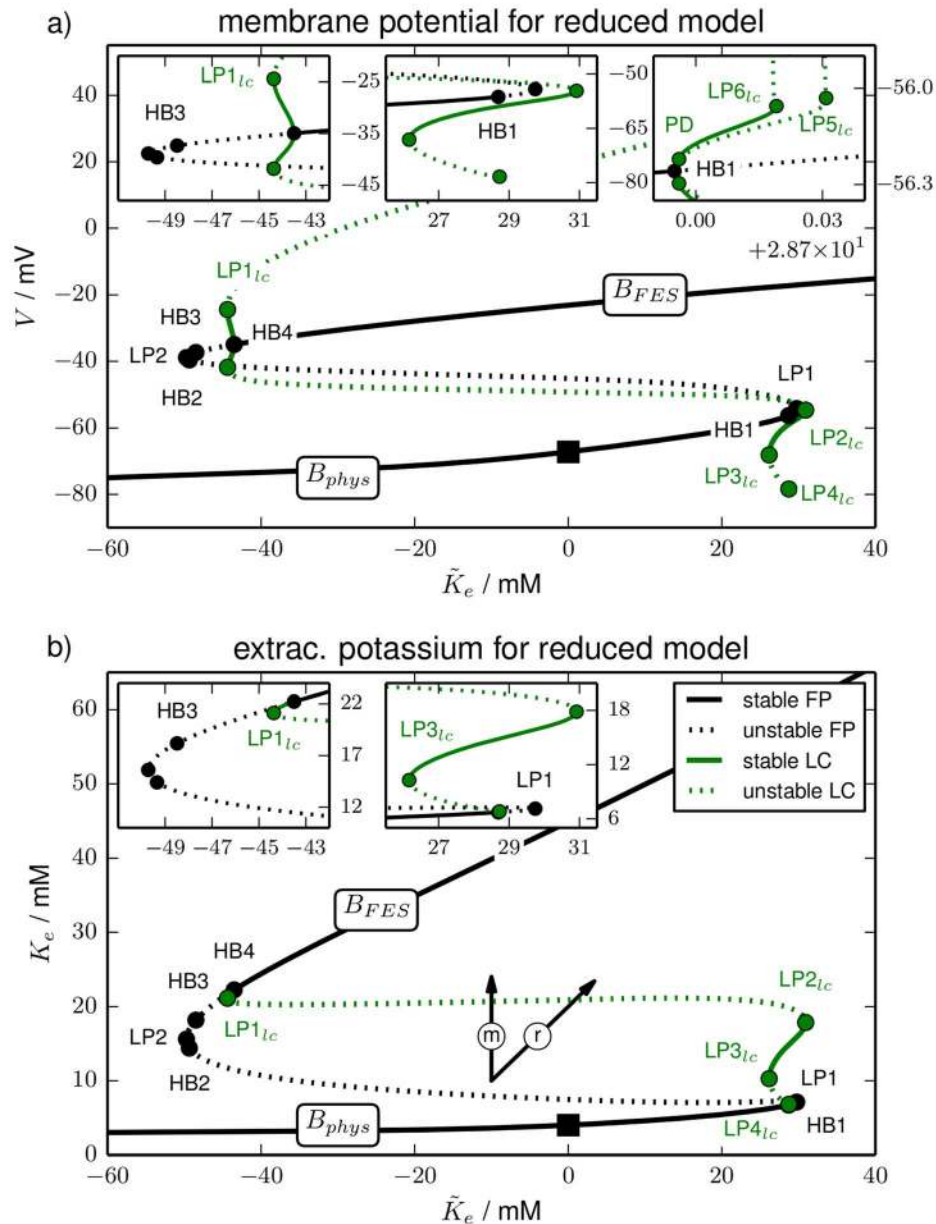 a) membrane potential for reduced model
LP1lc
HB3
−49 −47 −45 −43
−25
−35
−45
HB1
27 29 31
−50
−65
−80
LP6lc
PD
LP5lc
HB1
−56.0
−56.3
0.00 0.03
+2.87×10¹
40
20
0
−20
−40
−60
−80
V / mV
LP1lc
HB3
HB4
LP2
HB2
BFES
LP1
HB1
LP2lc
LP3lc
LP4lc
Bphys
−60 −40 −20 0 20 40
K̃e / mM
b) extrac. potassium for reduced model
HB3
LP1lc
22
17
12
−49 −47 −45 −43
LP3lc
LP1
18
12
6
27 29 31
stable FP
unstable FP
stable LC
unstable LC
60
50
40
30
20
10
0
Ke / mM
BFES
HB4
HB3
LP1lc
LP2
HB2
m r
LP2lc
LP3lc
LP1
LP4lc
HB1
Bphys
−60 −40 −20 0 20 40
K̃e / mM